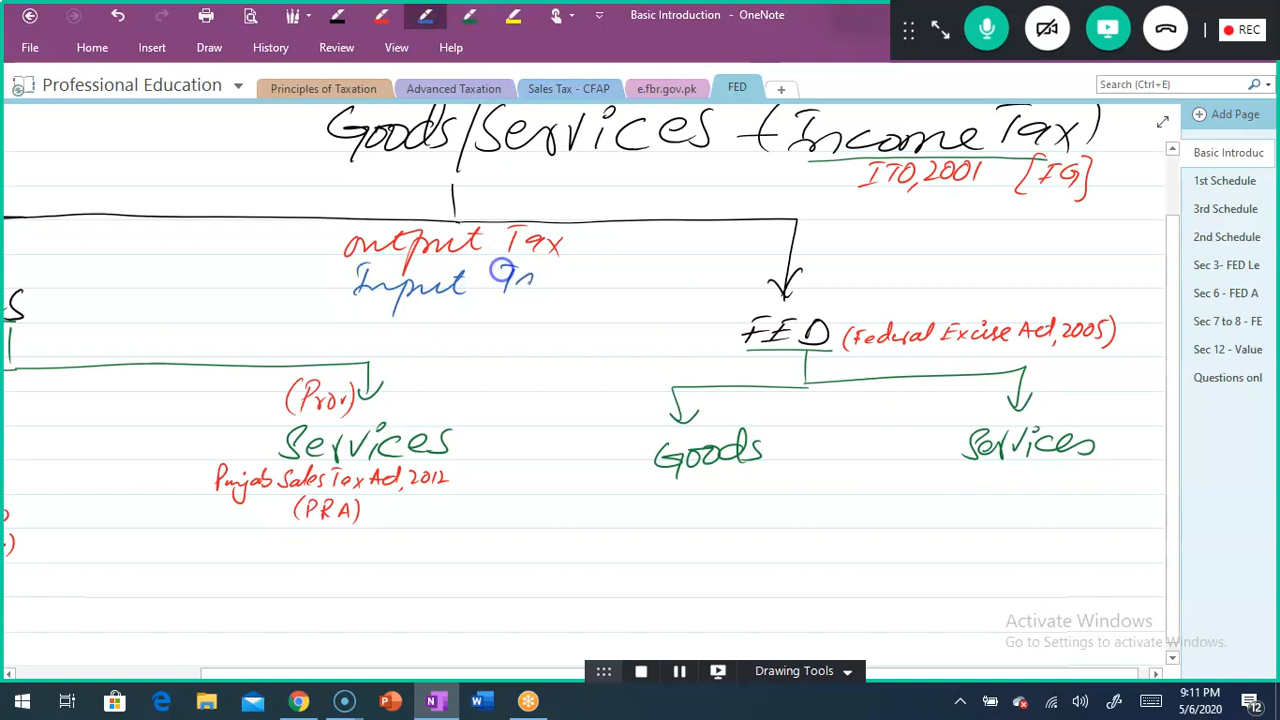 Basic Introduction - OneNote
REC
File Home Insert Draw History Review View Help
Professional Education
Principles of Taxation
Advanced Taxation
Sales Tax - CFAP
e.fbr.gov.pk
FED
Search (Ctrl+E)
Add Page
Basic Introduc
1st Schedule
3rd Schedule
2nd Schedule
Sec 3- FED Le
Sec 6 - FED A
Sec 7 to 8 - FE
Sec 12 - Value
Questions onl
Goods/Services + (Income Tax)
ITO, 2001 [IG]
output Tax
Input Ta
S
FED (Federal Excise Act, 2005)
(Prov)
Services
Punjab Sales Tax Act, 2012
(PRA)
Goods
Services
Activate Windows
Go to Settings to activate Windows.
Drawing Tools
9:11 PM
5/6/2020
12